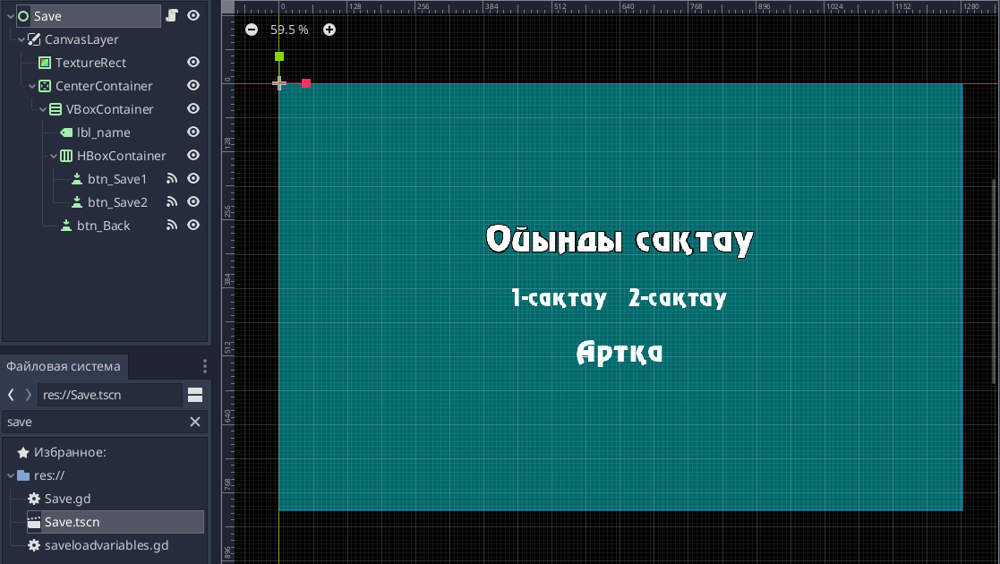 Save
CanvasLayer
TextureRect
CenterContainer
VBoxContainer
lbl_name
HBoxContainer
btn_Save1
btn_Save2
btn_Back
Файловая система
res://Save.tscn
save
Избранное:
res://
Save.gd
Save.tscn
saveloadvariables.gd
0 128 256 384 512 640 768 896 1024 1152 1280
59.5 %
0
128
256
384
512
640
768
896
Ойынды сақтау
1-сақтау 2-сақтау
Артқа